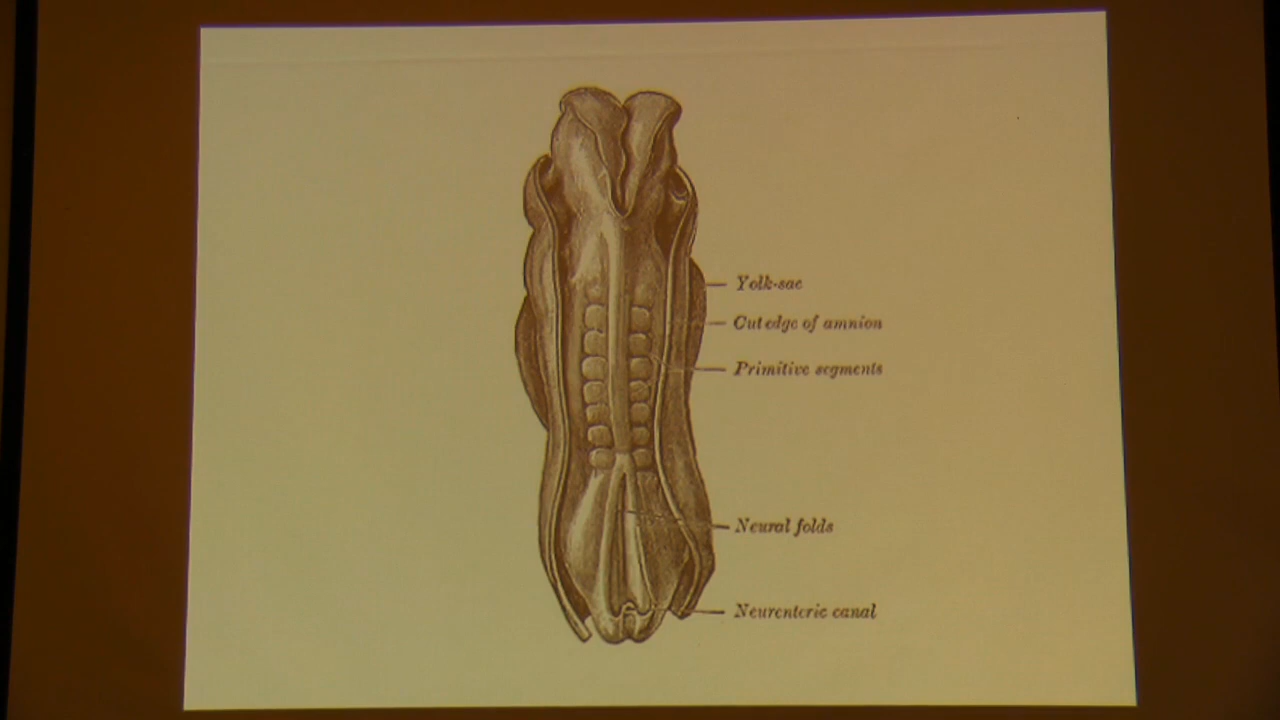 Yolk-sac
Cut edge of amnion
Primitive segments
Neural folds
Neurenteric canal